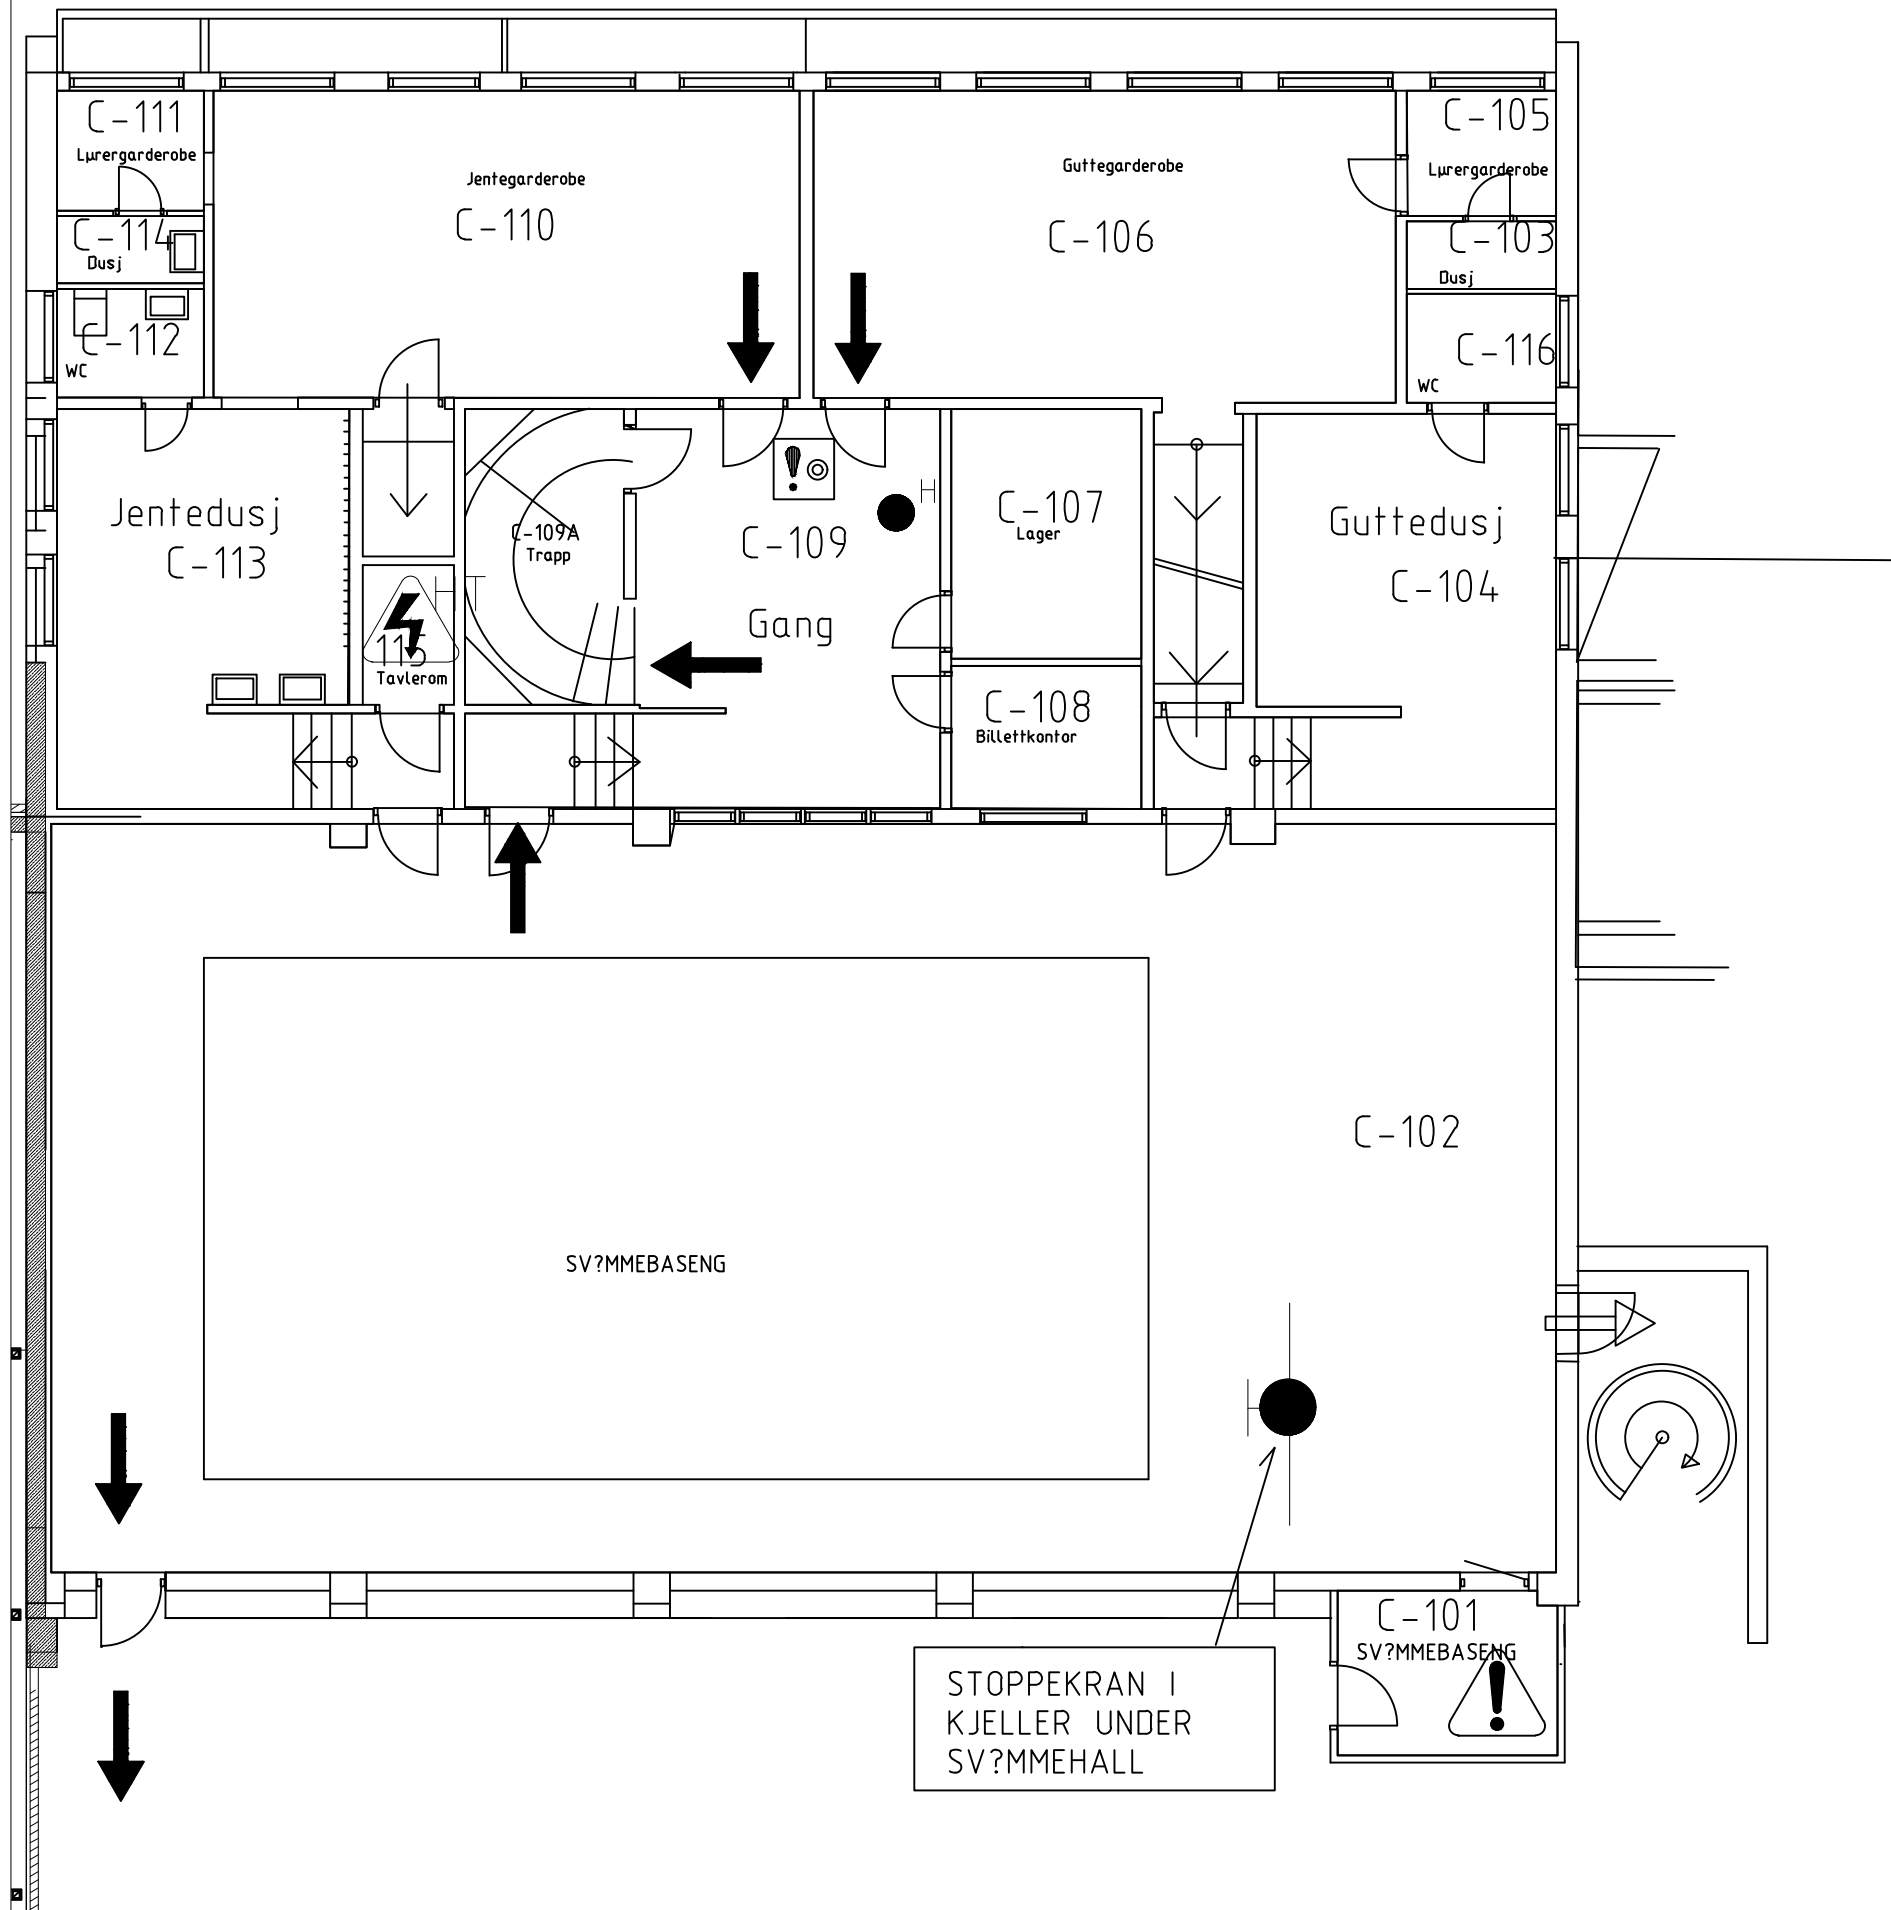 C-111
Lµrergarderobe
C-114
Dusj
C-112
WC
Jentegarderobe
C-110
Guttegarderobe
C-106
C-105
Lµrergarderobe
C-103
Dusj
C-116
WC
Jentedusj
C-113
115
Tavlerom
C-109A
Trapp
C-109
Gang
H
C-107
Lager
C-108
Billettkontor
Guttedusj
C-104
C-102
SV?MMEBASENG
STOPPEKRAN I
KJELLER UNDER
SV?MMEHALL
C-101
SV?MMEBASENG